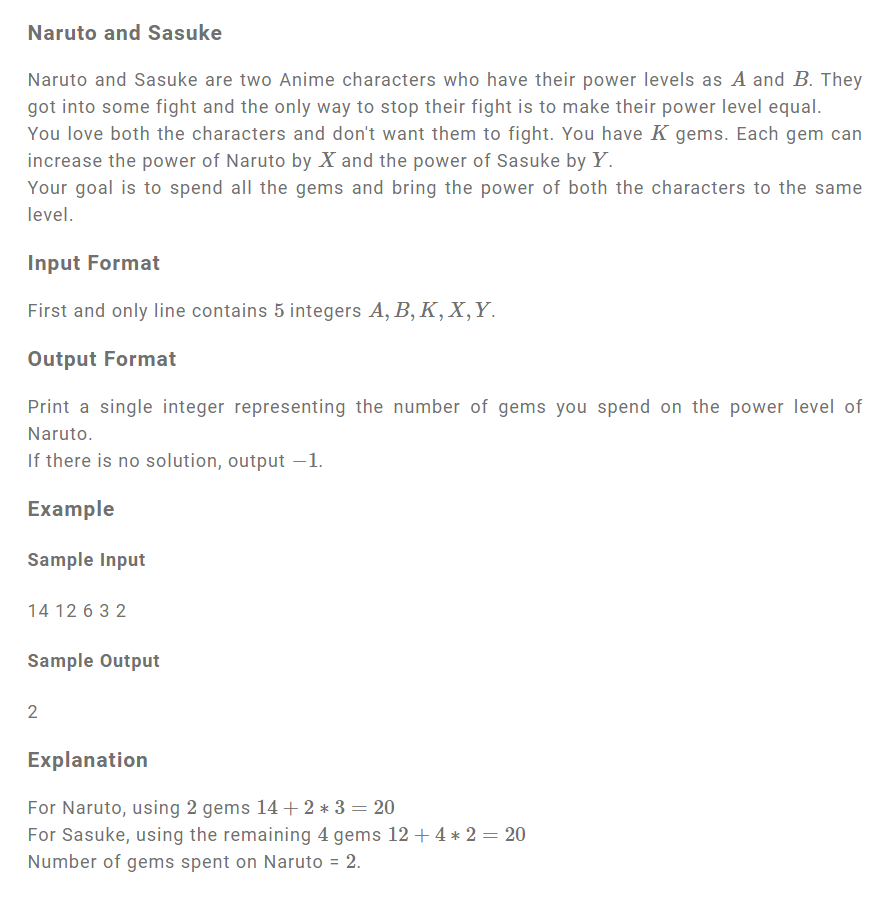 Naruto and Sasuke
Naruto and Sasuke are two Anime characters who have their power levels as A and B. They
got into some fight and the only way to stop their fight is to make their power level equal.
You love both the characters and don't want them to fight. You have K gems. Each gem can
increase the power of Naruto by X and the power of Sasuke by Y.
Your goal is to spend all the gems and bring the power of both the characters to the same
level.
Input Format
First and only line contains 5 integers A, B, K, X, Y.
Output Format
Print a single integer representing the number of gems you spend on the power level of
Naruto.
If there is no solution, output −1.
Example
Sample Input
14 12 6 3 2
Sample Output
2
Explanation
For Naruto, using 2 gems 14 + 2 ∗ 3 = 20
For Sasuke, using the remaining 4 gems 12 + 4 ∗ 2 = 20
Number of gems spent on Naruto = 2.